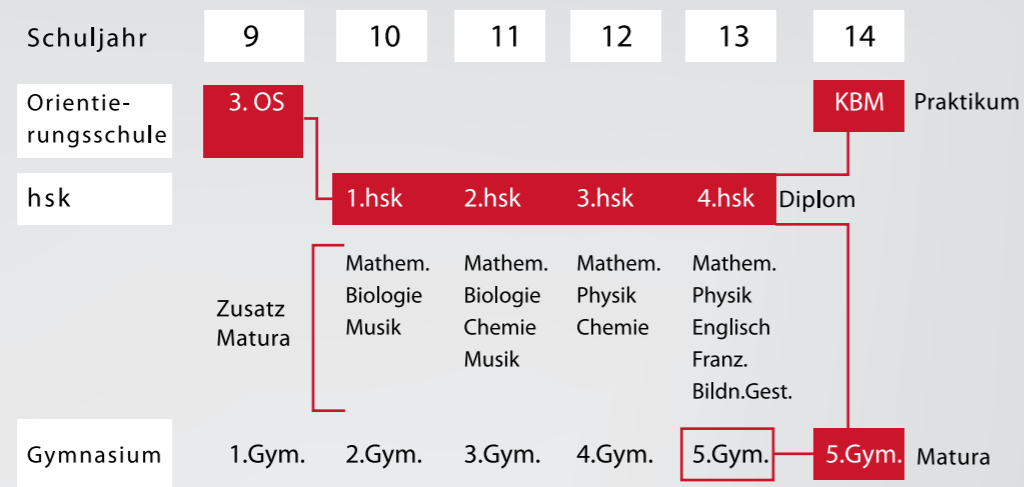 Schuljahr 9 10 11 12 13 14
Orientie-
rungsschule
3. OS KBM Praktikum
hsk 1.hsk 2.hsk 3.hsk 4.hsk Diplom
Zusatz
Matura
Mathem. Mathem. Mathem. Mathem.
Biologie Biologie Physik Physik
Musik Chemie Chemie Englisch
Musik Franz.
Bildn.Gest.
Gymnasium 1.Gym. 2.Gym. 3.Gym. 4.Gym. 5.Gym. 5.Gym. Matura